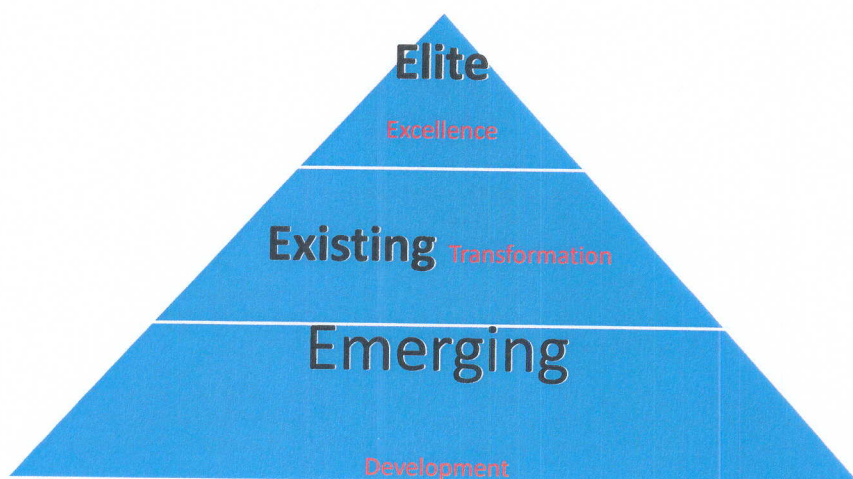 Elite
Excellence
Existing Transformation
Emerging
Development